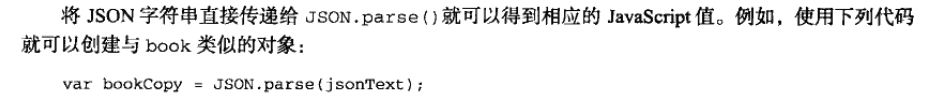 将 JSON 字符串直接传递给 JSON.parse()就可以得到相应的 JavaScript 值。例如，使用下列代码
就可以创建与 book 类似的对象：
var bookCopy = JSON.parse(jsonText);